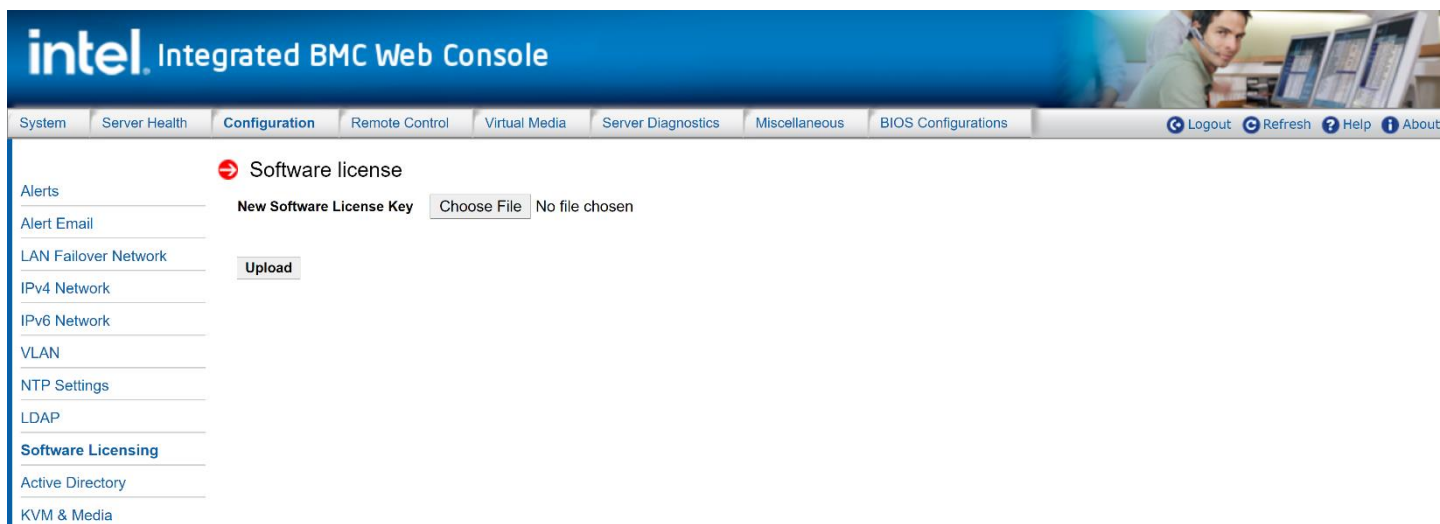 intel. Integrated BMC Web Console
System Server Health Configuration Remote Control Virtual Media Server Diagnostics Miscellaneous BIOS Configurations Logout Refresh Help About
Software license
New Software License Key Choose File No file chosen
Upload
Alerts
Alert Email
LAN Failover Network
IPv4 Network
IPv6 Network
VLAN
NTP Settings
LDAP
Software Licensing
Active Directory
KVM & Media